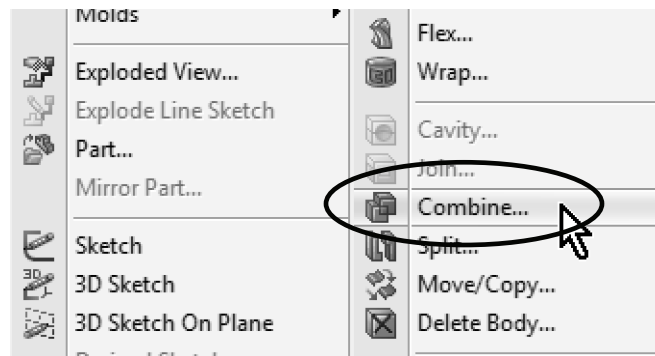 Molds
Exploded View...
Explode Line Sketch
Part...
Mirror Part...
Sketch
3D Sketch
3D Sketch On Plane
Flex...
Wrap...
Cavity...
Join...
Combine...
Split...
Move/Copy...
Delete Body...